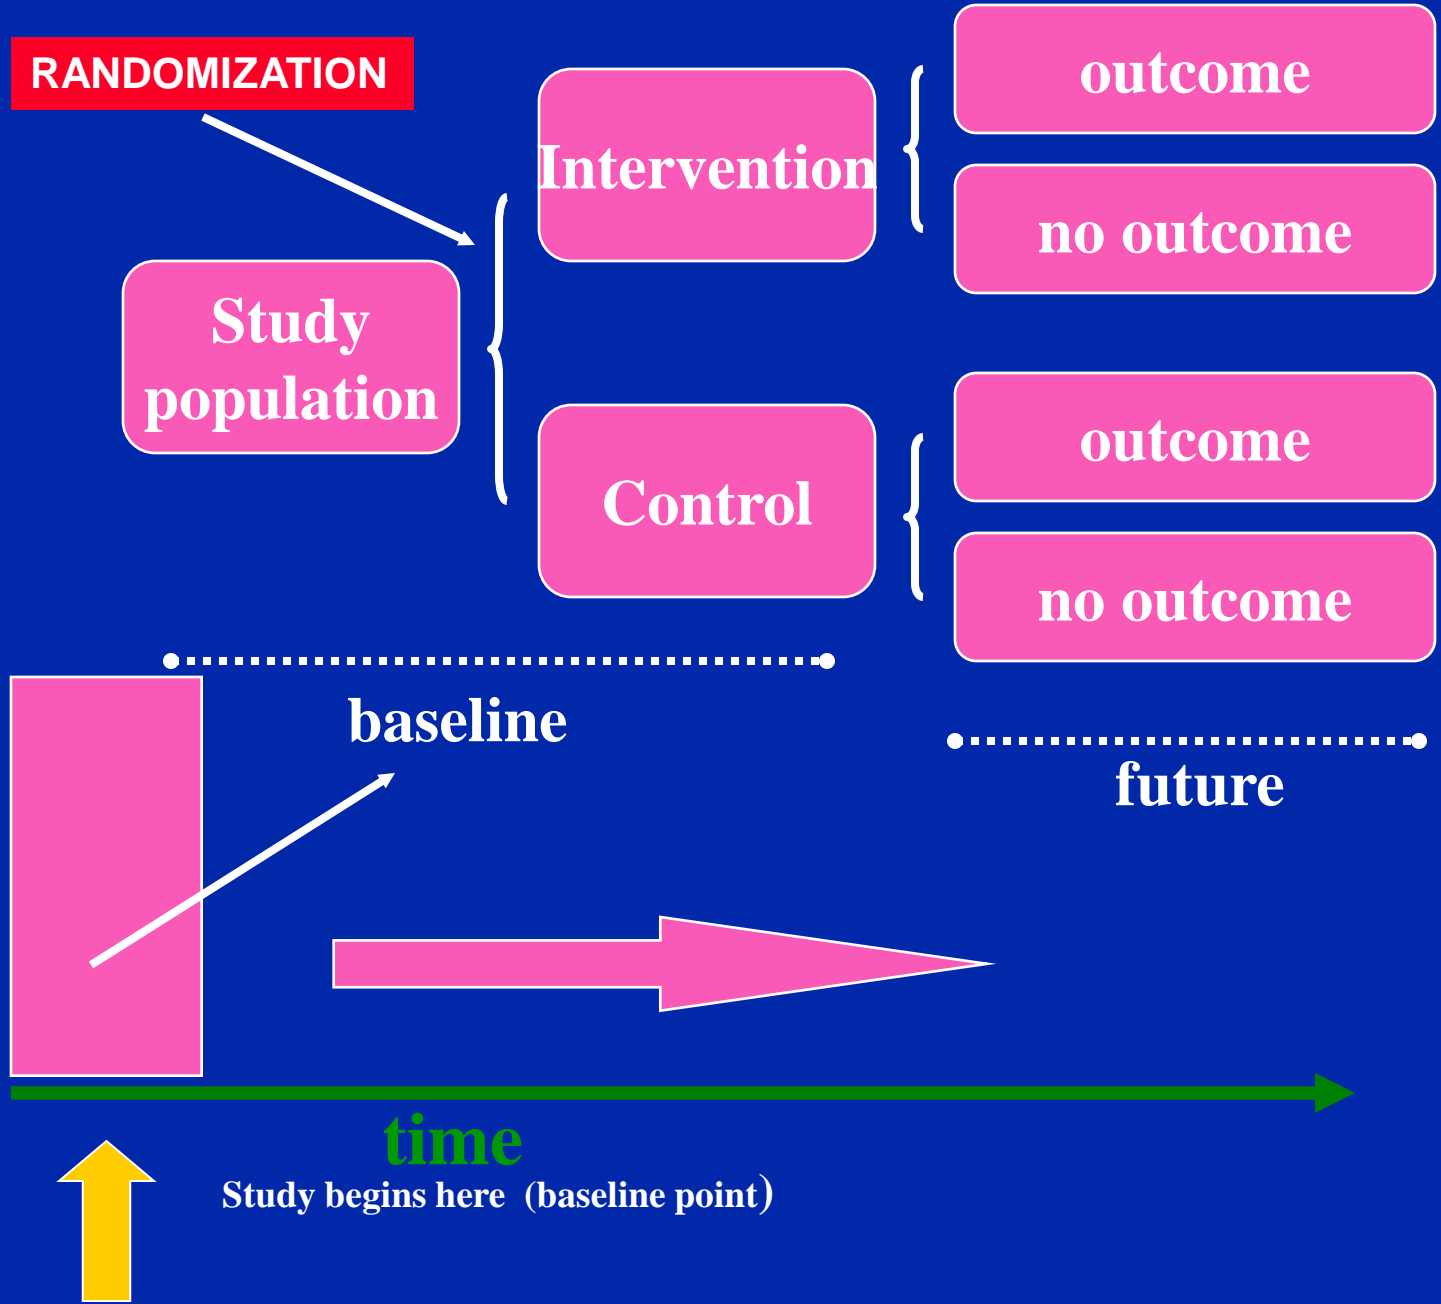 RANDOMIZATION
Study
population
Intervention
Control
outcome
no outcome
outcome
no outcome
baseline
future
time
Study begins here (baseline point)